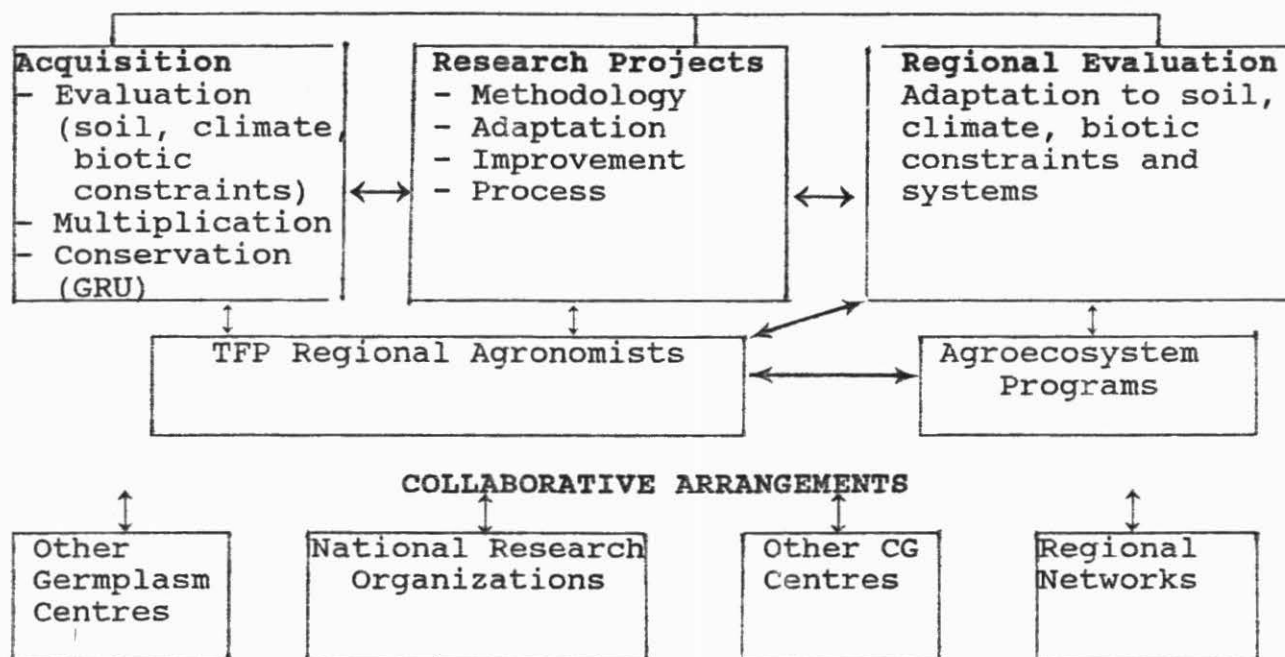 Acquisition
- Evaluation
(soil, climate,
biotic
constraints)
- Multiplication
- Conservation
(GRU)
Research Projects
- Methodology
- Adaptation
- Improvement
- Process
Regional Evaluation
Adaptation to soil,
climate, biotic
constraints and
systems
TFP Regional Agronomists
Agroecosystem
Programs
COLLABORATIVE ARRANGEMENTS
Other
Germplasm
Centres
National Research
Organizations
Other CG
Centres
Regional
Networks